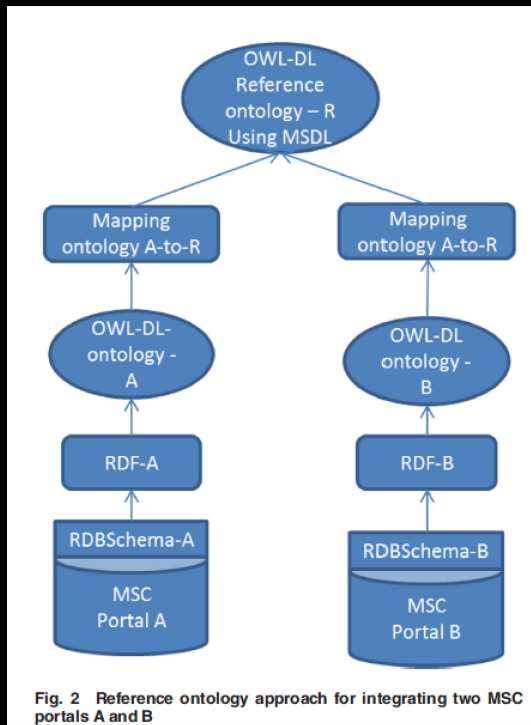 OWL-DL
Reference
ontology – R
Using MSDL
Mapping
ontology A-to-R
Mapping
ontology A-to-R
OWL-DL-
ontology -
A
OWL-DL
ontology -
B
RDF-A
RDF-B
RDBSchema-A
RDBSchema-B
MSC
Portal A
MSC
Portal B
Fig. 2 Reference ontology approach for integrating two MSC
portals A and B